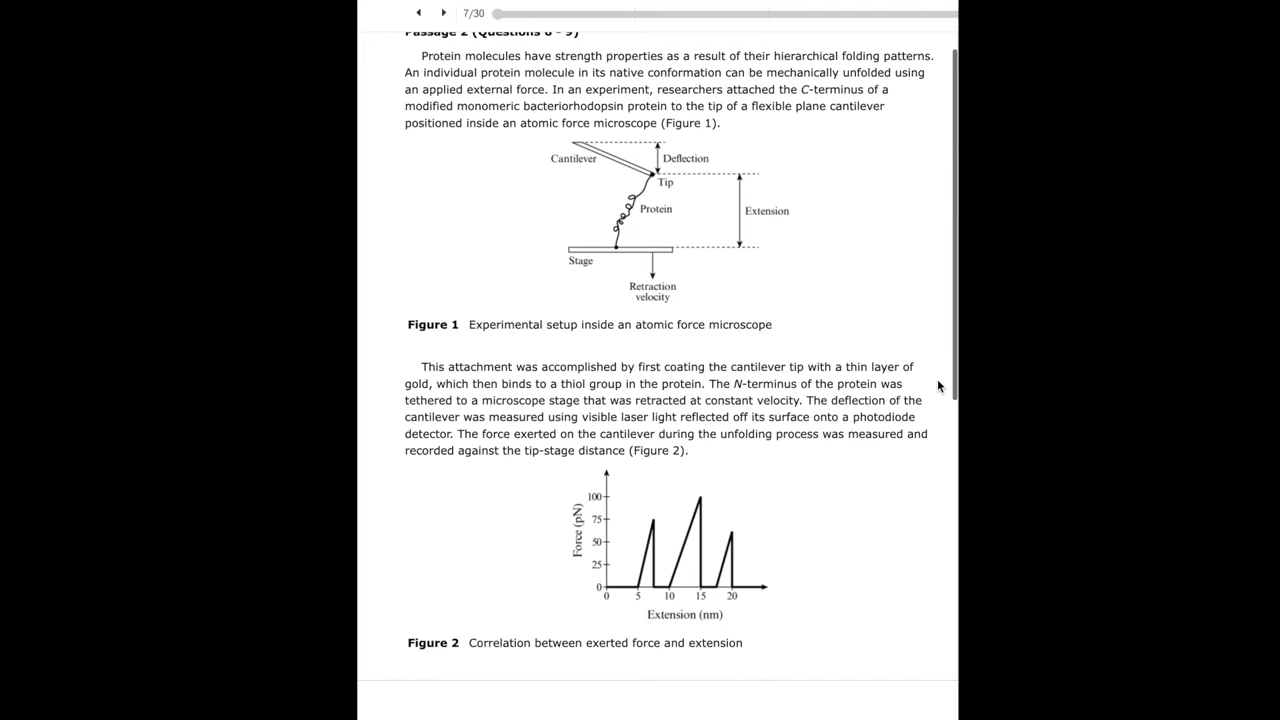 7/30
Passage 2 (Questions 6 - 9)
Protein molecules have strength properties as a result of their hierarchical folding patterns.
An individual protein molecule in its native conformation can be mechanically unfolded using
an applied external force. In an experiment, researchers attached the C-terminus of a
modified monomeric bacteriorhodopsin protein to the tip of a flexible plane cantilever
positioned inside an atomic force microscope (Figure 1).
Cantilever
Deflection
Tip
Protein
Extension
Stage
Retraction
velocity
Figure 1 Experimental setup inside an atomic force microscope
This attachment was accomplished by first coating the cantilever tip with a thin layer of
gold, which then binds to a thiol group in the protein. The N-terminus of the protein was
tethered to a microscope stage that was retracted at constant velocity. The deflection of the
cantilever was measured using visible laser light reflected off its surface onto a photodiode
detector. The force exerted on the cantilever during the unfolding process was measured and
recorded against the tip-stage distance (Figure 2).
Force (pN)
100
75
50
25
0
0 5 10 15 20
Extension (nm)
Figure 2 Correlation between exerted force and extension